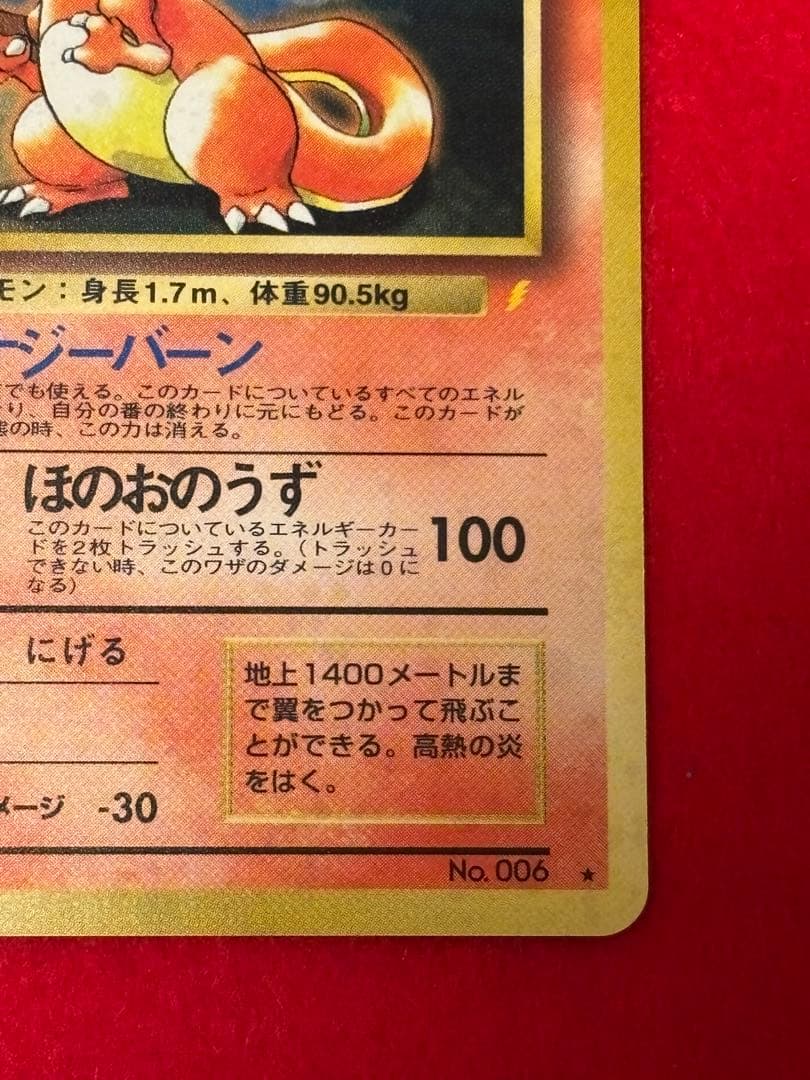 モン：身長1.7m、体重90.5kg
ジーバーン
でも使える。このカードについているすべてのエネル
り、自分の番の終わりに元にもどる。このカードが
態の時、この力は消える。
ほのおのうず
このカードについているエネルギーカー
ドを2枚トラッシュする。（トラッシュ
できない時、このワザのダメージは0に
なる）
100
にげる
地上1400メートルま
で翼をつかって飛ぶこ
とができる。高熱の炎
をはく。
メージ -30
No. 006 ★